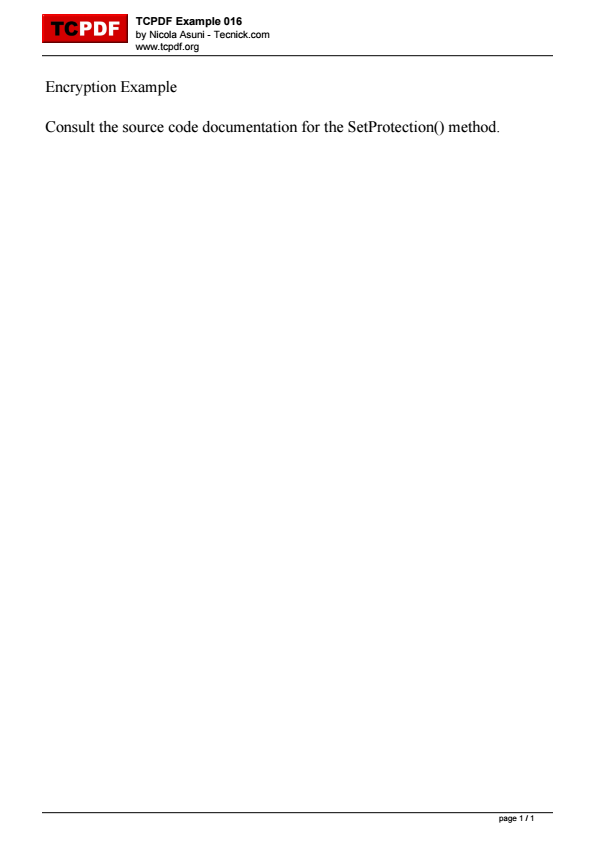 TCPDF
TCPDF Example 016
by Nicola Asuni - Tecnick.com
www.tcpdf.org
Encryption Example
Consult the source code documentation for the SetProtection() method.
page 1 / 1